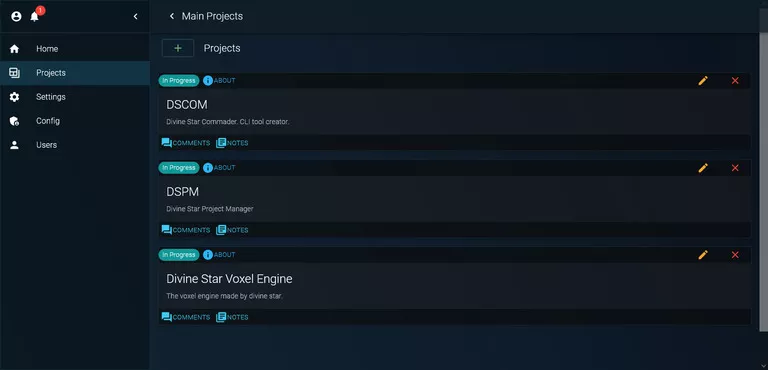 1
Main Projects
Home
Projects
Settings
Config
Users
Projects
In Progress ABOUT
DSCOM
Divine Star Commader. CLI tool creator.
COMMENTS NOTES
In Progress ABOUT
DSPM
Divine Star Project Manager
COMMENTS NOTES
In Progress ABOUT
Divine Star Voxel Engine
The voxel engine made by divine star.
COMMENTS NOTES